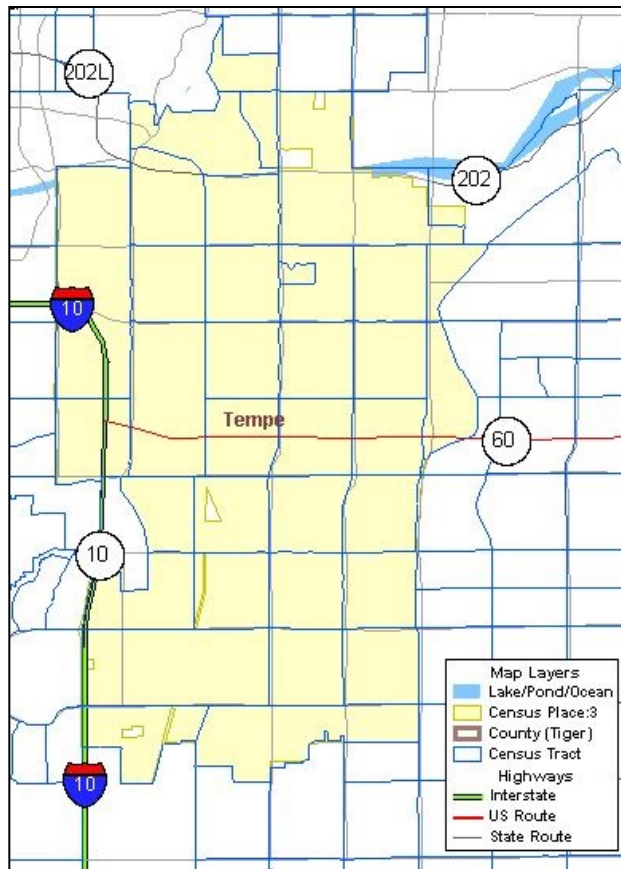 202L
202
10
Tempe
60
10
10
Map Layers
Lake/Pond/Ocean
Census Place:3
County (Tiger)
Census Tract
Highways
Interstate
US Route
State Route